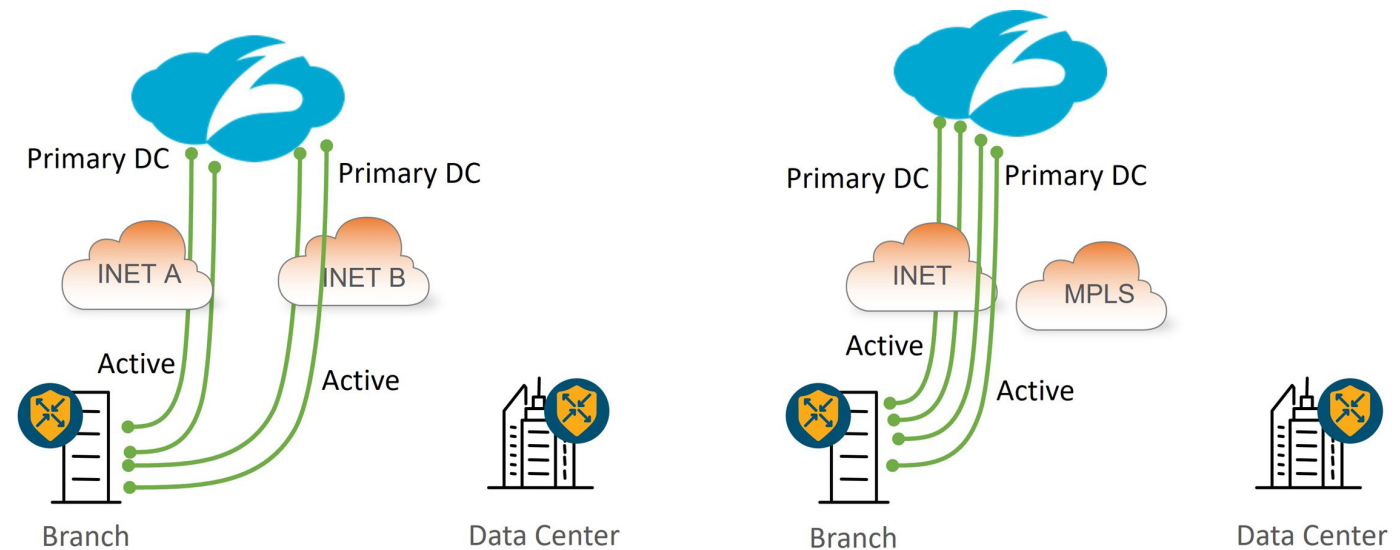 Primary DC
Primary DC
INET A
INET B
Active
Active
Branch
Data Center
Primary DC
Primary DC
INET
MPLS
Active
Active
Branch
Data Center